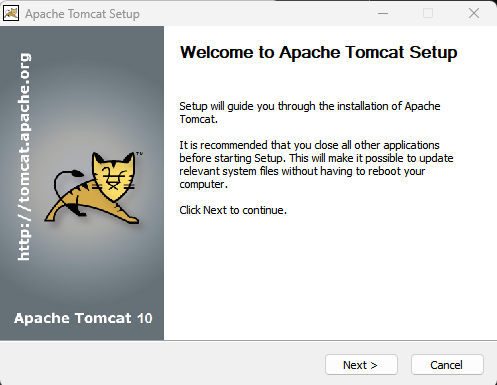 Apache Tomcat Setup
http://tomcat.apache.org
TM
Apache Tomcat 10
Welcome to Apache Tomcat Setup
Setup will guide you through the installation of Apache
Tomcat.
It is recommended that you close all other applications
before starting Setup. This will make it possible to update
relevant system files without having to reboot your
computer.
Click Next to continue.
Next >
Cancel